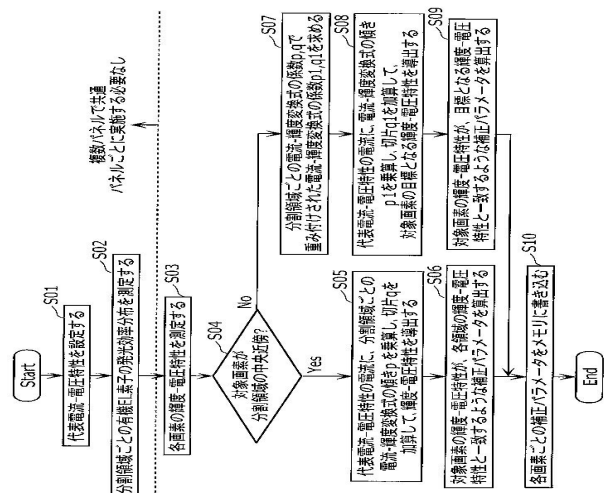 Start
S01
代表電流-電圧特性を設定する
S02
分割領域ごとの有機EL素子の発光効率分布を測定する
複数パネルで共通
パネルごとに実施する必要なし
S03
各画素の輝度-電圧特性を測定する
S04
対象画素が
分割領域の中央近傍?
Yes
No
S05
代表電流-電圧特性の電流に、分割領域ごとの
電流-輝度変換式の傾きpを乗算し、切片qを
加算して、輝度-電圧特性を導出する
S06
対象画素の輝度-電圧特性が、各領域の輝度-電圧
特性と一致するような補正パラメータを算出する
S07
分割領域ごとの電流-輝度変換式の係数p,qで
重み付けされた電流-輝度変換式の係数p1,q1を求める
S08
代表電流-電圧特性の電流に、電流-輝度変換式の傾き
p1を乗算し、切片q1を加算して、
対象画素の目標となる輝度-電圧特性を導出する
S09
対象画素の輝度-電圧特性が、目標となる輝度-電圧
特性と一致するような補正パラメータを算出する
S10
各画素ごとの補正パラメータをメモリに書き込む
End